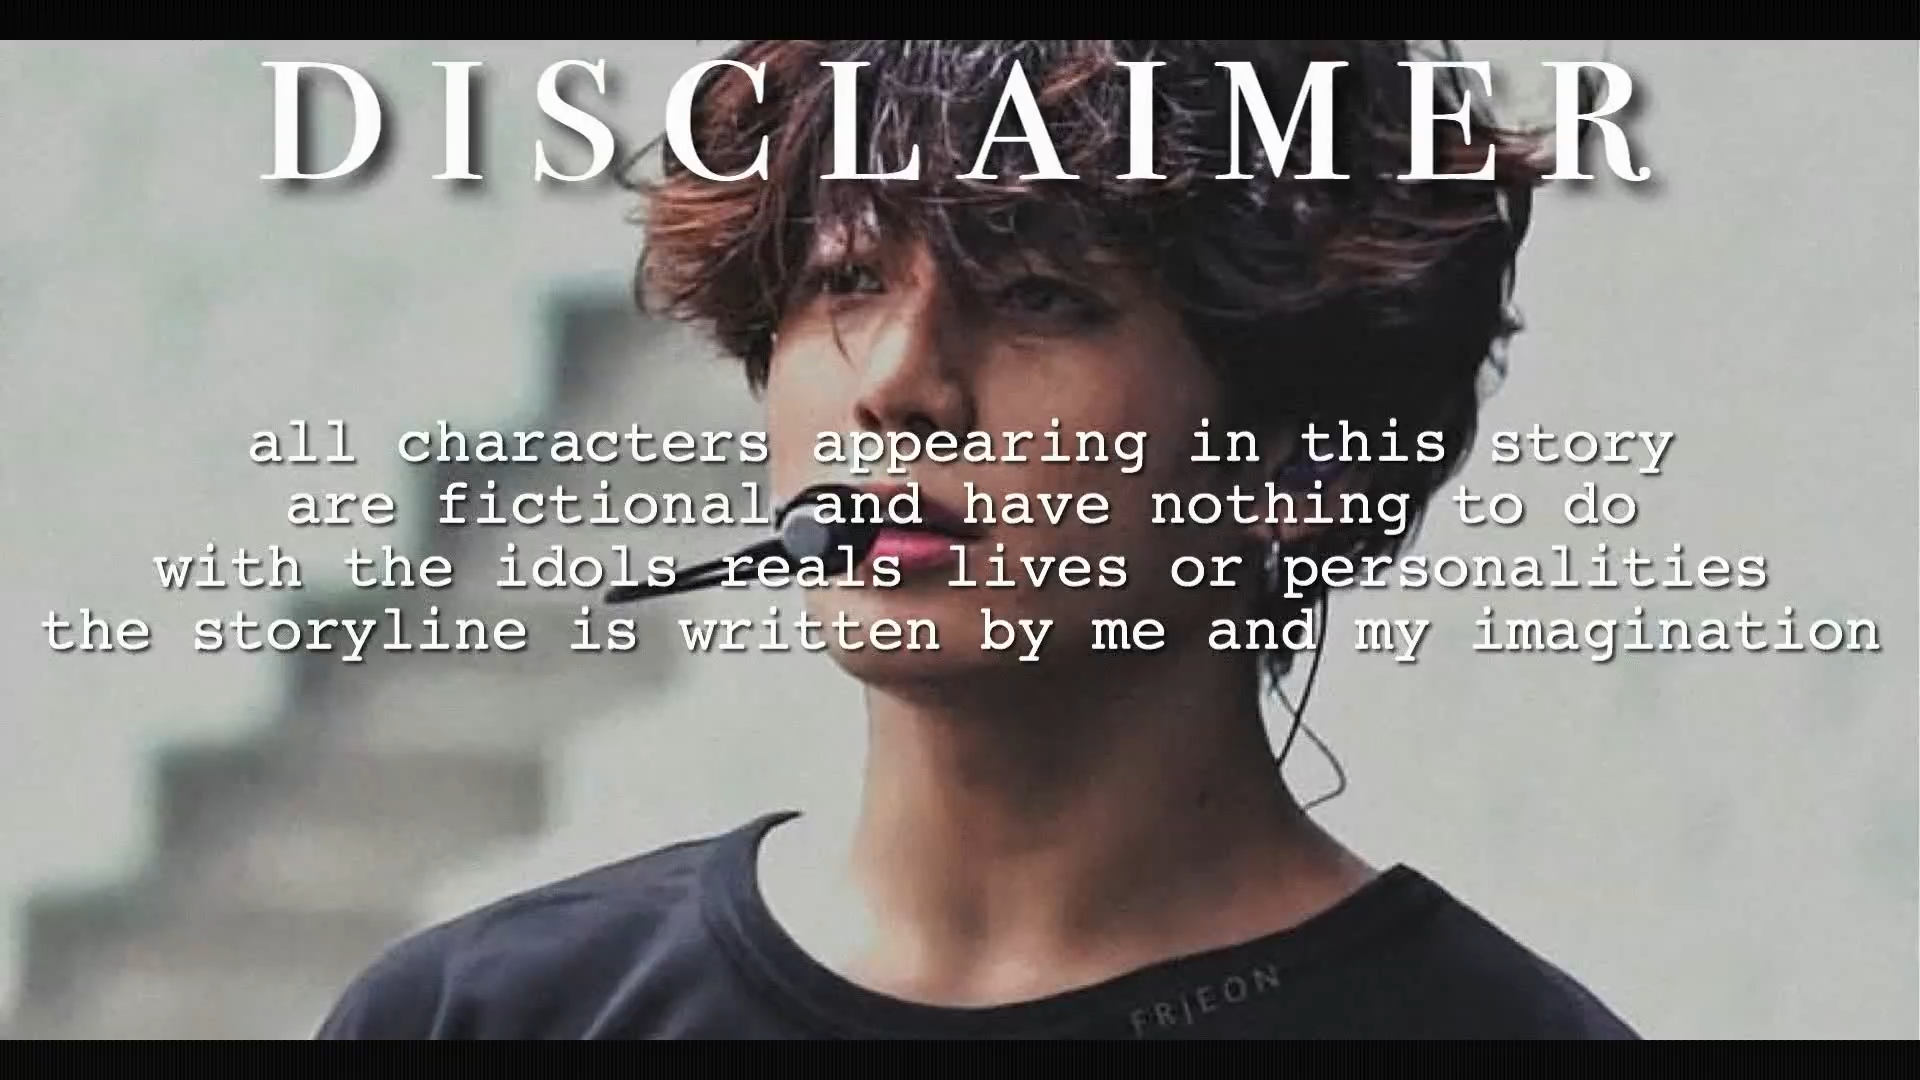 DISCLAIMER
all characters appearing in this story
are fictional and have nothing to do
with the idols reals lives or personalities
the storyline is written by me and my imagination
FRJEON